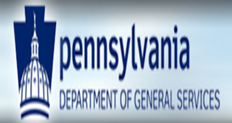 pennsylvania
DEPARTMENT OF GENERAL SERVICES